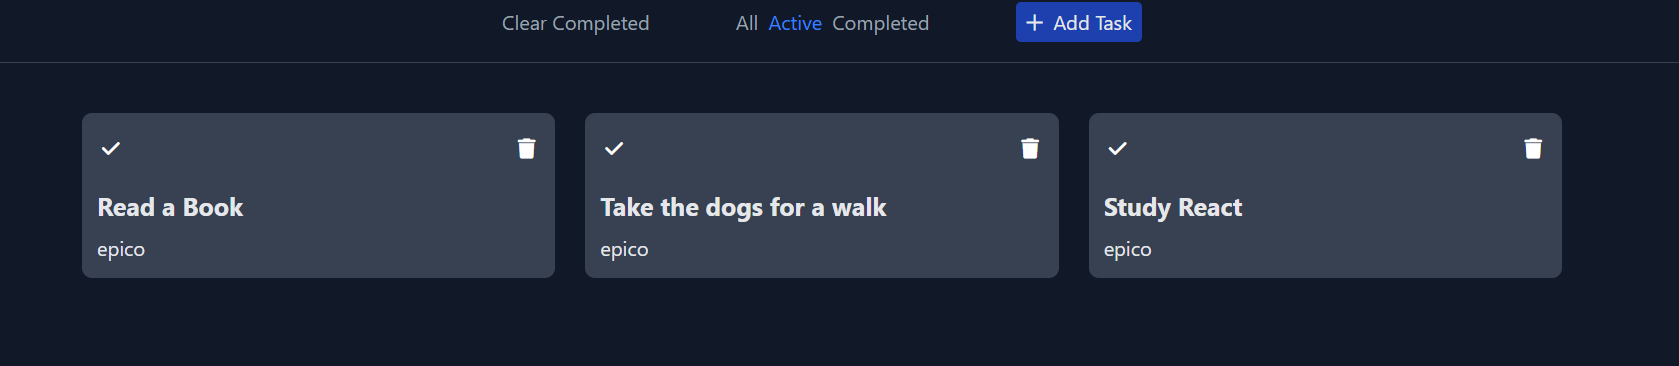 Clear Completed All Active Completed + Add Task
Read a Book
epico
Take the dogs for a walk
epico
Study React
epico